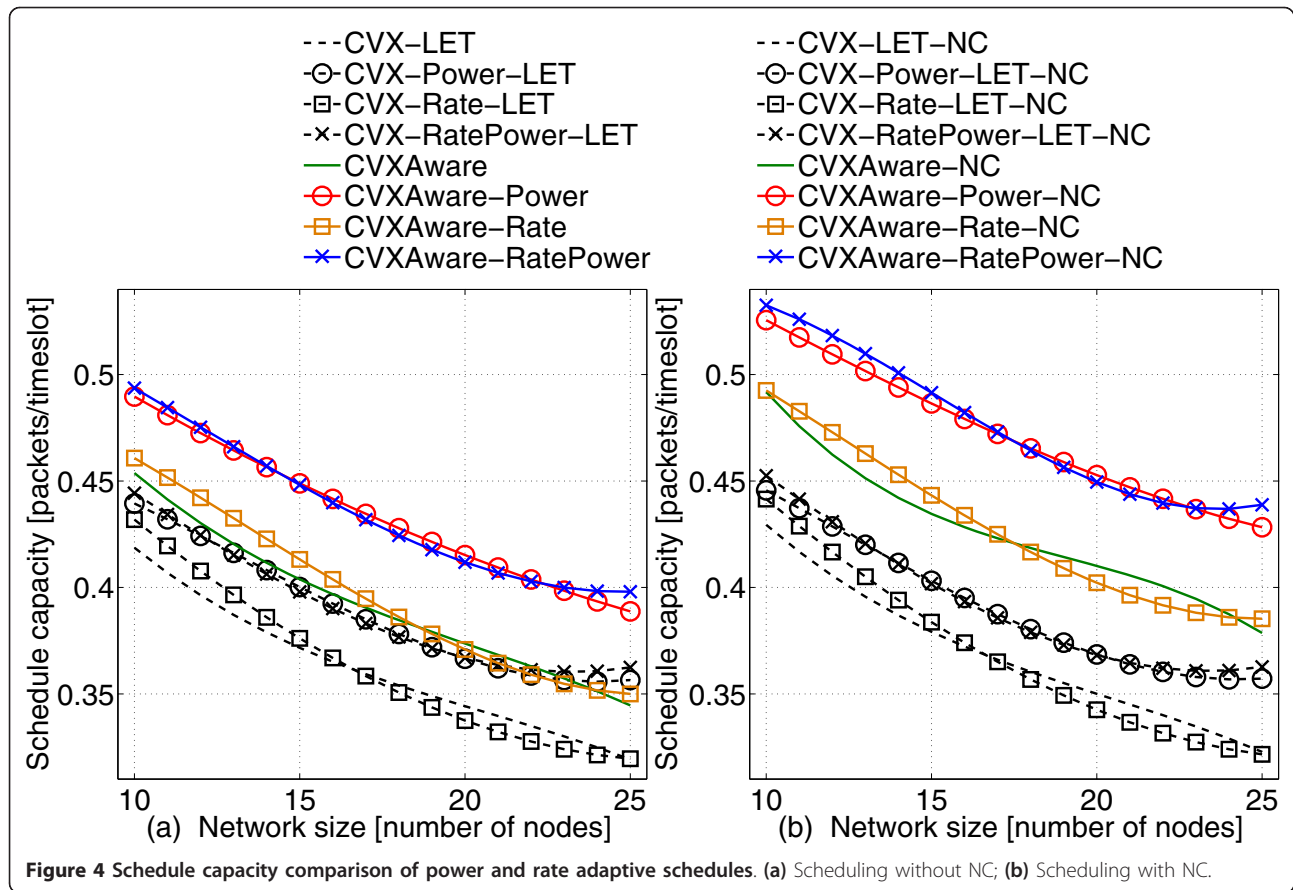 CVX−LET
CVX−Power−LET
CVX−Rate−LET
CVX−RatePower−LET
CVXAware
CVXAware−Power
CVXAware−Rate
CVXAware−RatePower
CVX−LET−NC
CVX−Power−LET−NC
CVX−Rate−LET−NC
CVX−RatePower−LET−NC
CVXAware−NC
CVXAware−Power−NC
CVXAware−Rate−NC
CVXAware−RatePower−NC
Schedule capacity [packets/timeslot]
0.5
0.45
0.4
0.35
10 15 20 25
(a) Network size [number of nodes]
Schedule capacity [packets/timeslot]
0.5
0.45
0.4
0.35
10 15 20 25
(b) Network size [number of nodes]
Figure 4 Schedule capacity comparison of power and rate adaptive schedules. (a) Scheduling without NC; (b) Scheduling with NC.